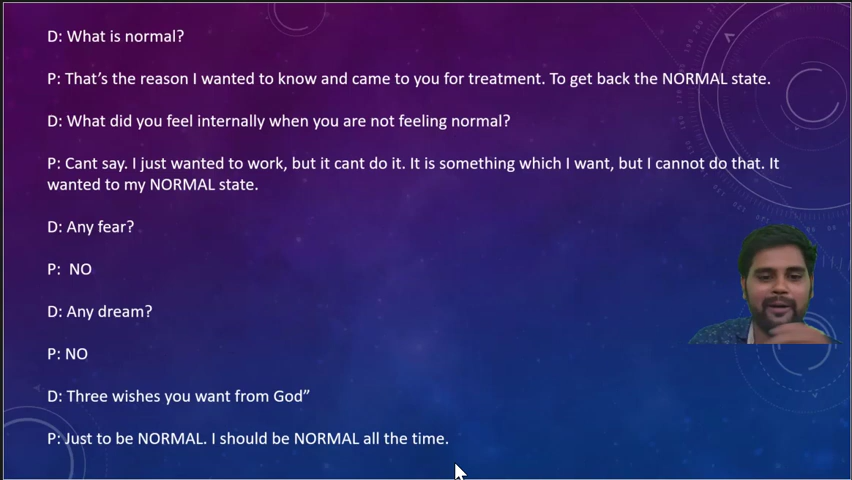 D: What is normal?
P: That's the reason I wanted to know and came to you for treatment. To get back the NORMAL state.
D: What did you feel internally when you are not feeling normal?
P: Cant say. I just wanted to work, but it cant do it. It is something which I want, but I cannot do that. It
wanted to my NORMAL state.
D: Any fear?
P:  NO
D: Any dream?
P: NO
D: Three wishes you want from God”
P: Just to be NORMAL. I should be NORMAL all the time.